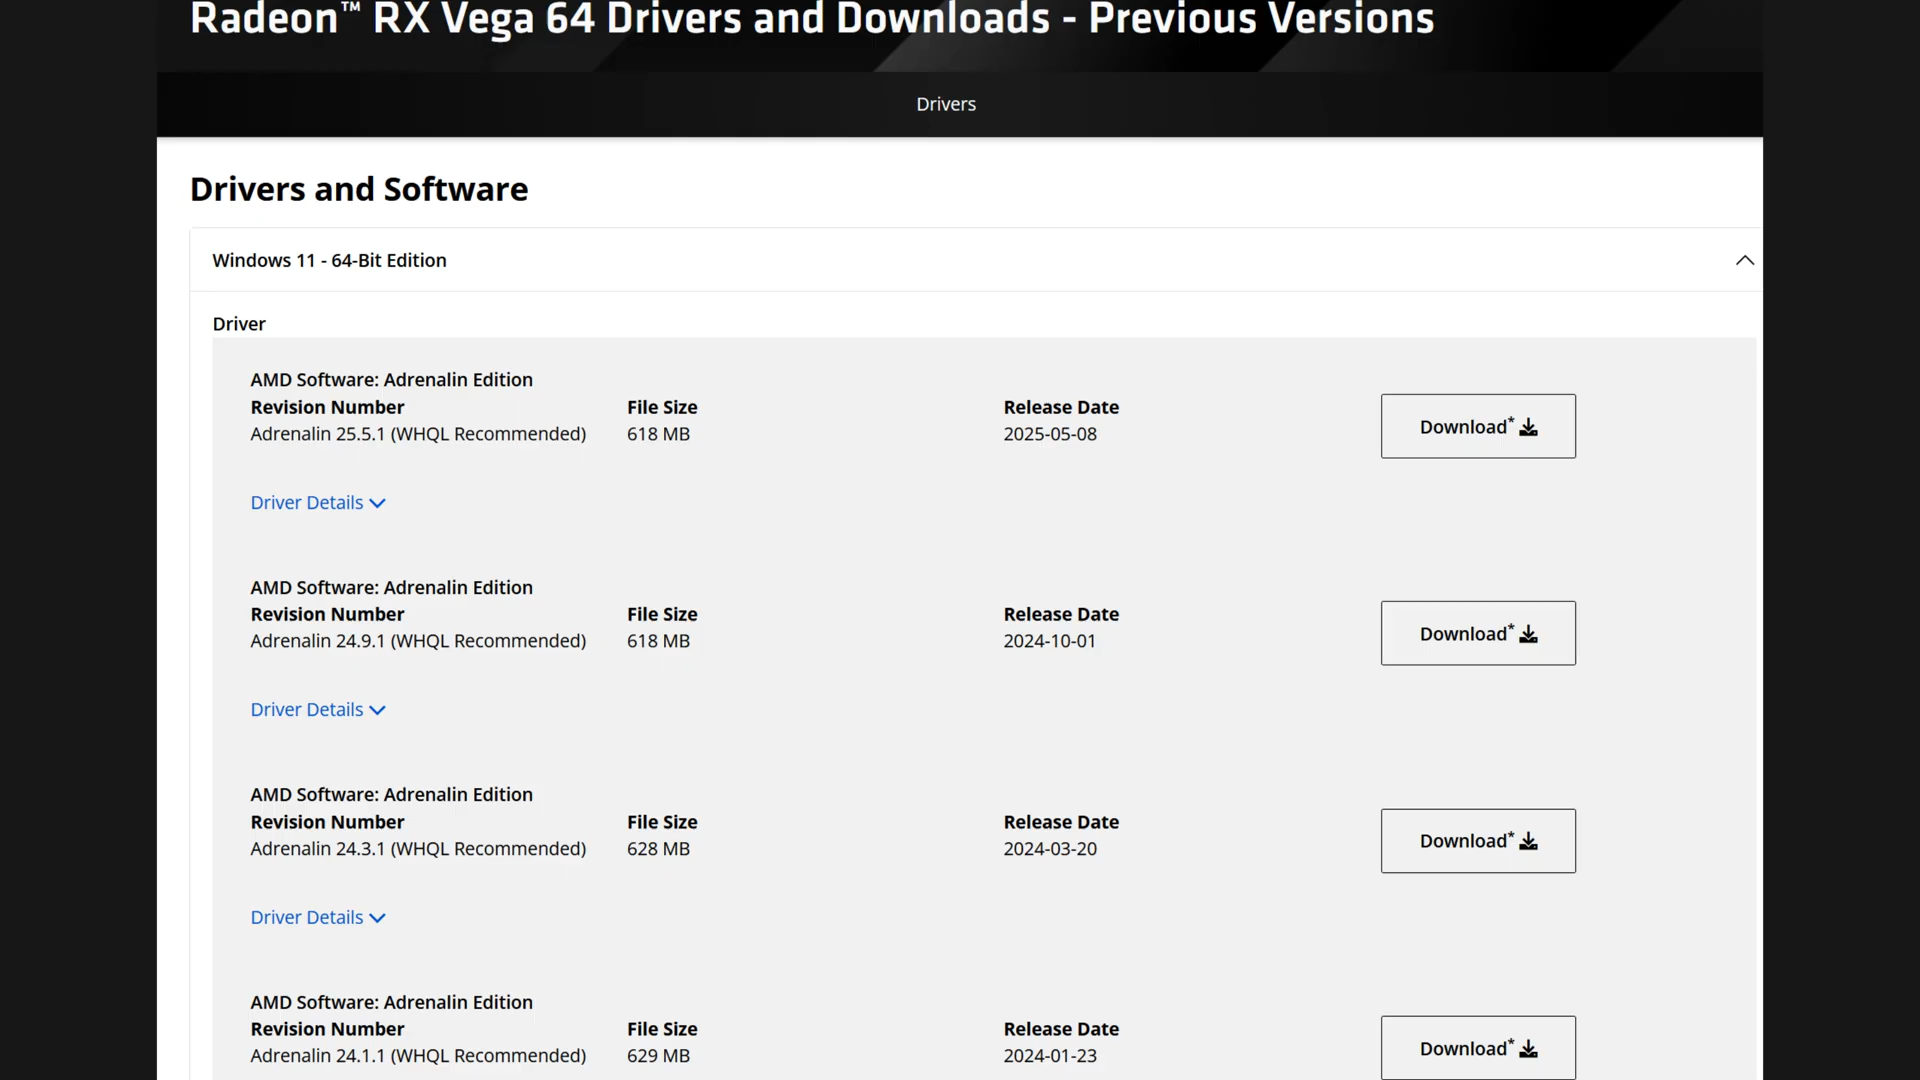 Radeon™ RX Vega 64 Drivers and Downloads - Previous Versions
Drivers
Drivers and Software
Windows 11 - 64-Bit Edition
Driver
AMD Software: Adrenalin Edition
Revision Number File Size Release Date
Adrenalin 25.5.1 (WHQL Recommended) 618 MB 2025-05-08
Download*
Driver Details
AMD Software: Adrenalin Edition
Revision Number File Size Release Date
Adrenalin 24.9.1 (WHQL Recommended) 618 MB 2024-10-01
Download*
Driver Details
AMD Software: Adrenalin Edition
Revision Number File Size Release Date
Adrenalin 24.3.1 (WHQL Recommended) 628 MB 2024-03-20
Download*
Driver Details
AMD Software: Adrenalin Edition
Revision Number File Size Release Date
Adrenalin 24.1.1 (WHQL Recommended) 629 MB 2024-01-23
Download*